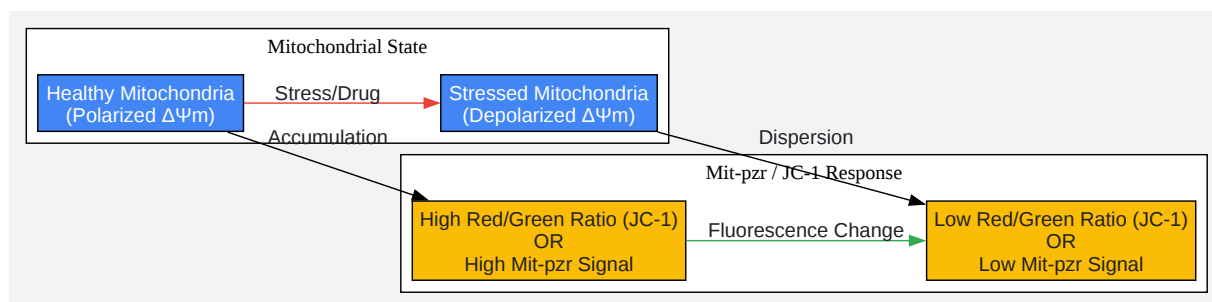 Mitochondrial State
Healthy Mitochondria
(Polarized ΔΨm)
Stress/Drug
Stressed Mitochondria
(Depolarized ΔΨm)
Accumulation
Dispersion
Mit-pzr / JC-1 Response
High Red/Green Ratio (JC-1)
OR
High Mit-pzr Signal
Fluorescence Change
Low Red/Green Ratio (JC-1)
OR
Low Mit-pzr Signal